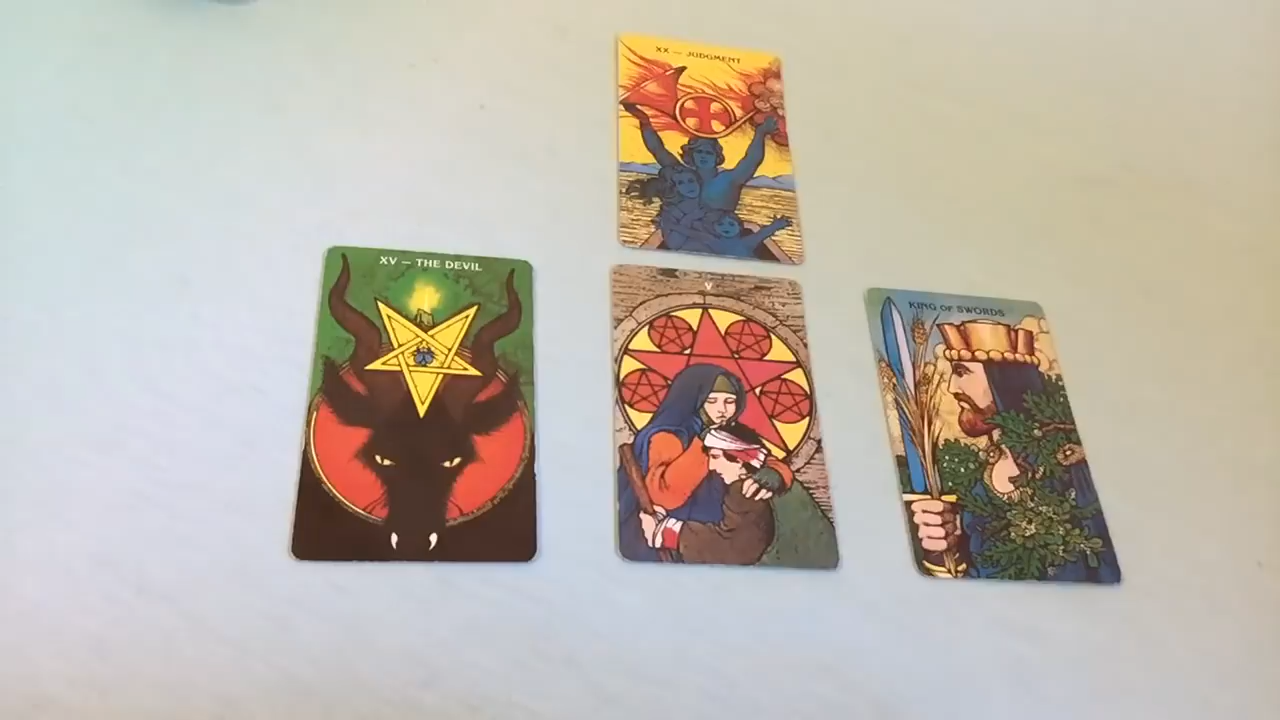 XX — JUDGMENT
XV — THE DEVIL
V
KING OF SWORDS